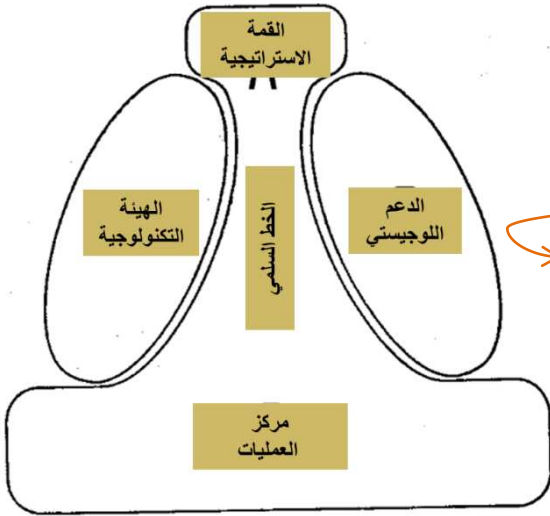 القمة
الاستراتيجية
الدعم
اللوجيستي
الهيئة
التكنولوجية
الخط السلمي
مركز
العمليات